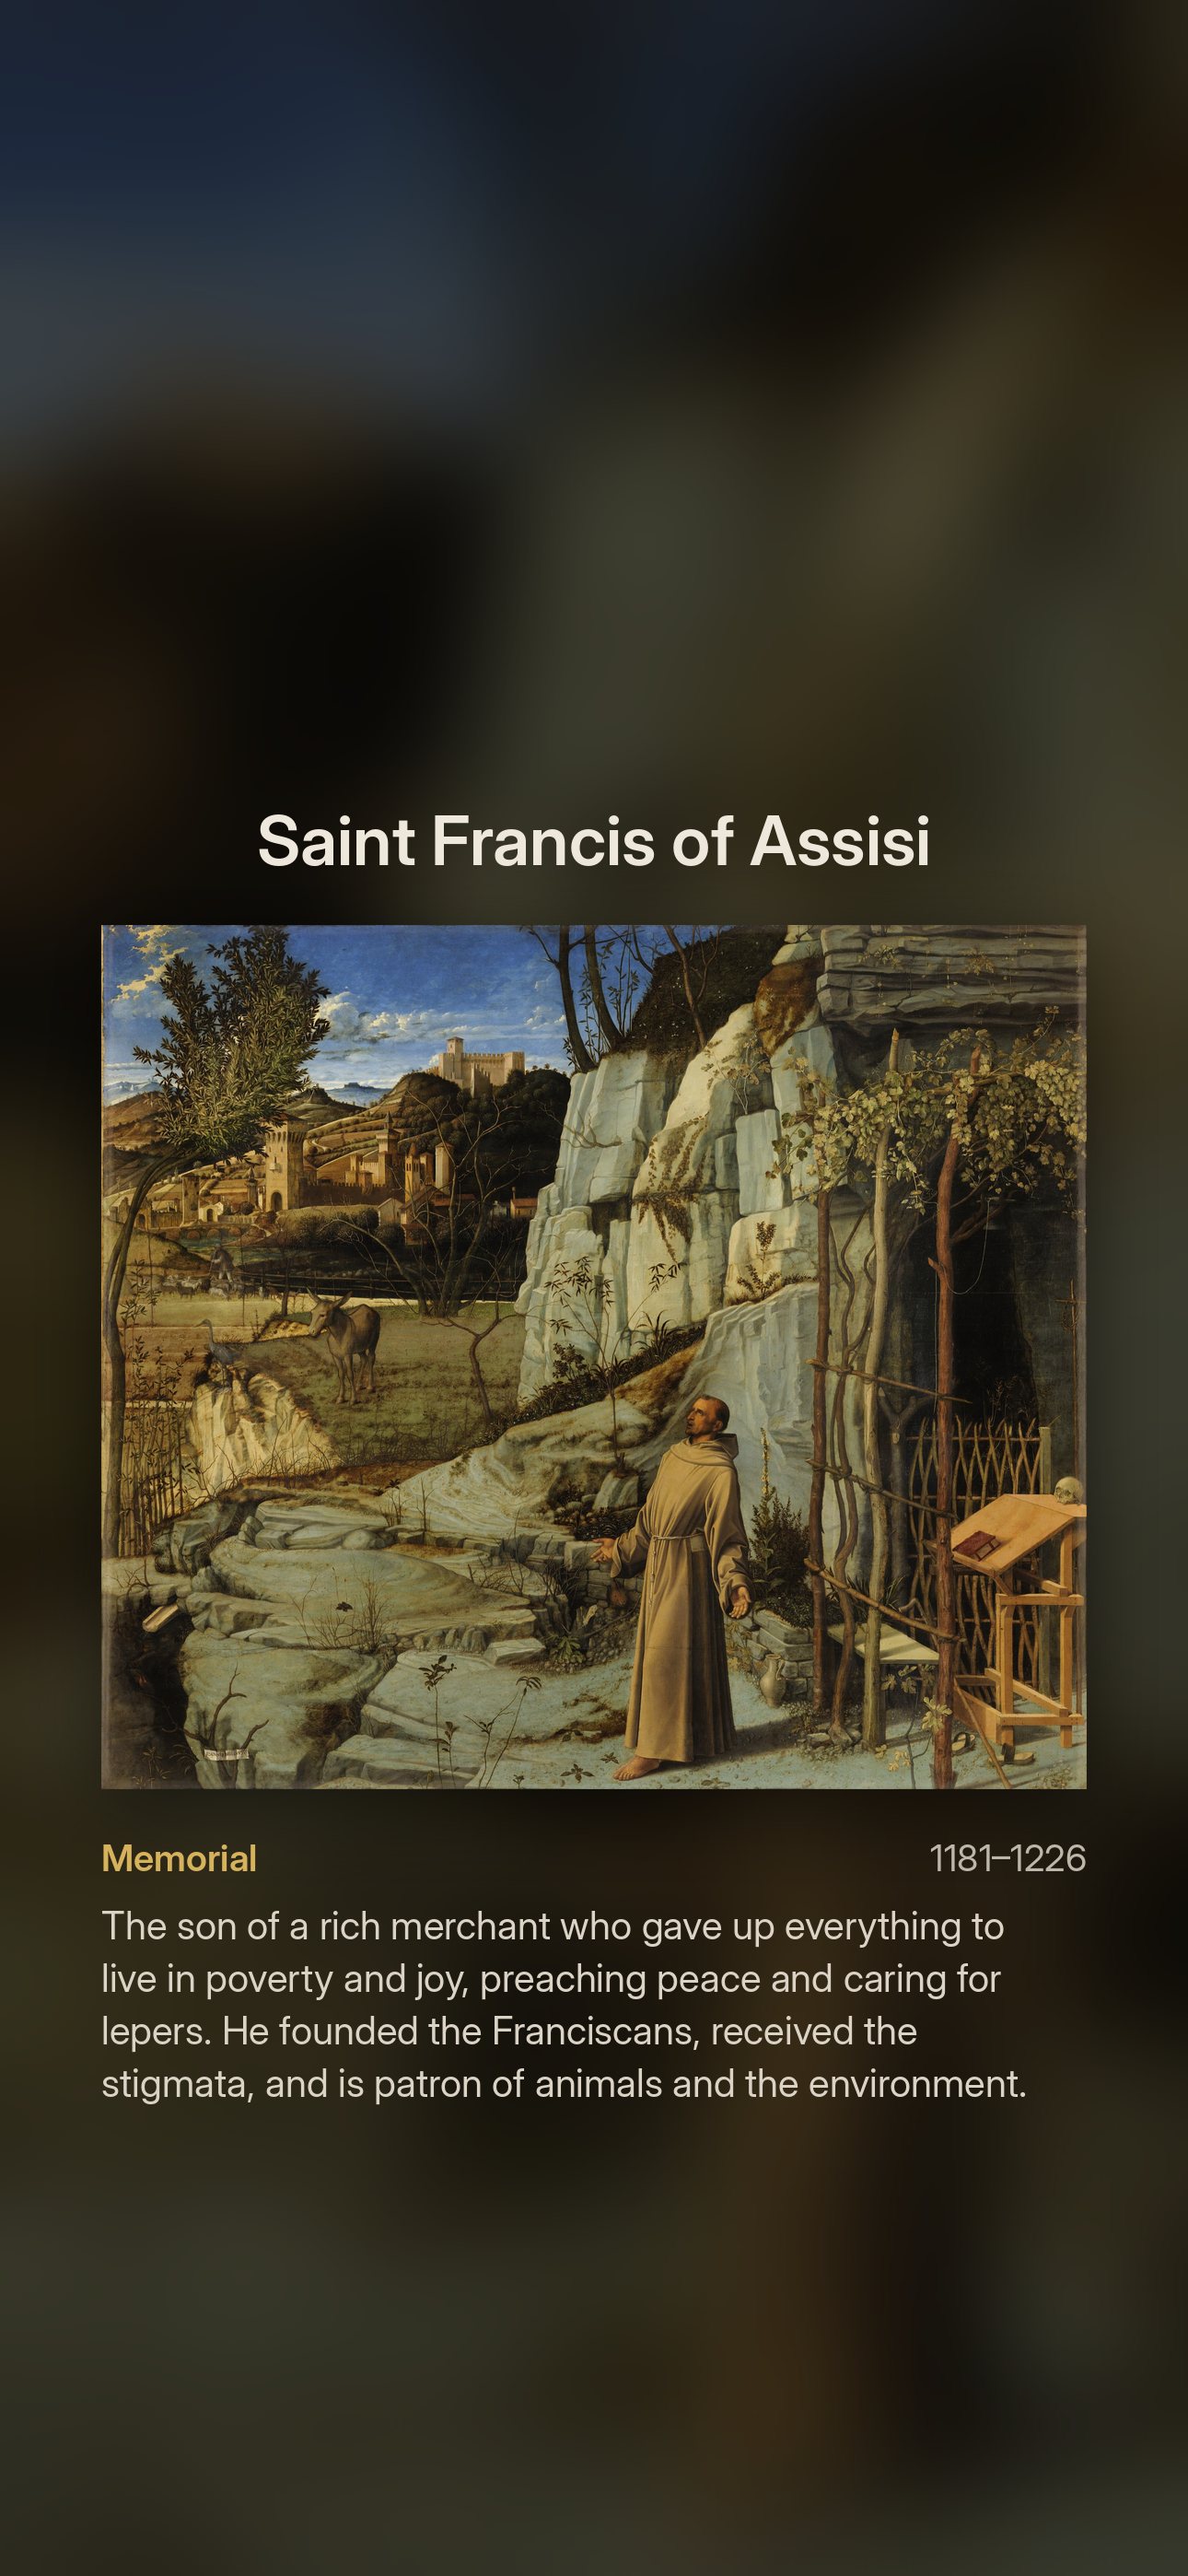 Saint Francis of Assisi
Memorial
1181–1226
The son of a rich merchant who gave up everything to
live in poverty and joy, preaching peace and caring for
lepers. He founded the Franciscans, received the
stigmata, and is patron of animals and the environment.